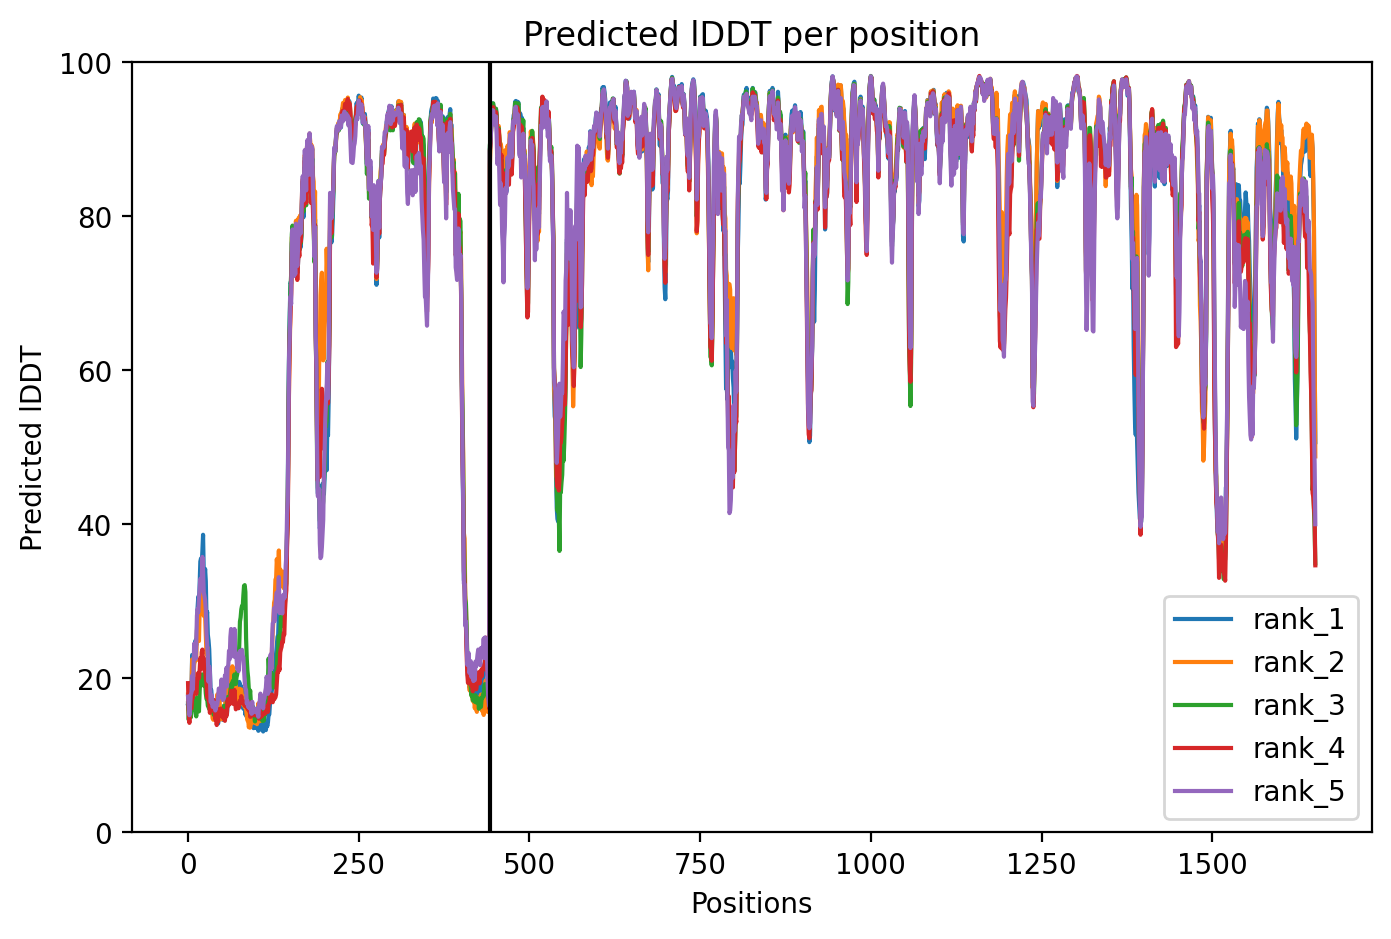 Predicted lDDT per position
100
80
60
40
20
0
Predicted lDDT
0
250
500
750
1000
1250
1500
Positions
rank_1
rank_2
rank_3
rank_4
rank_5